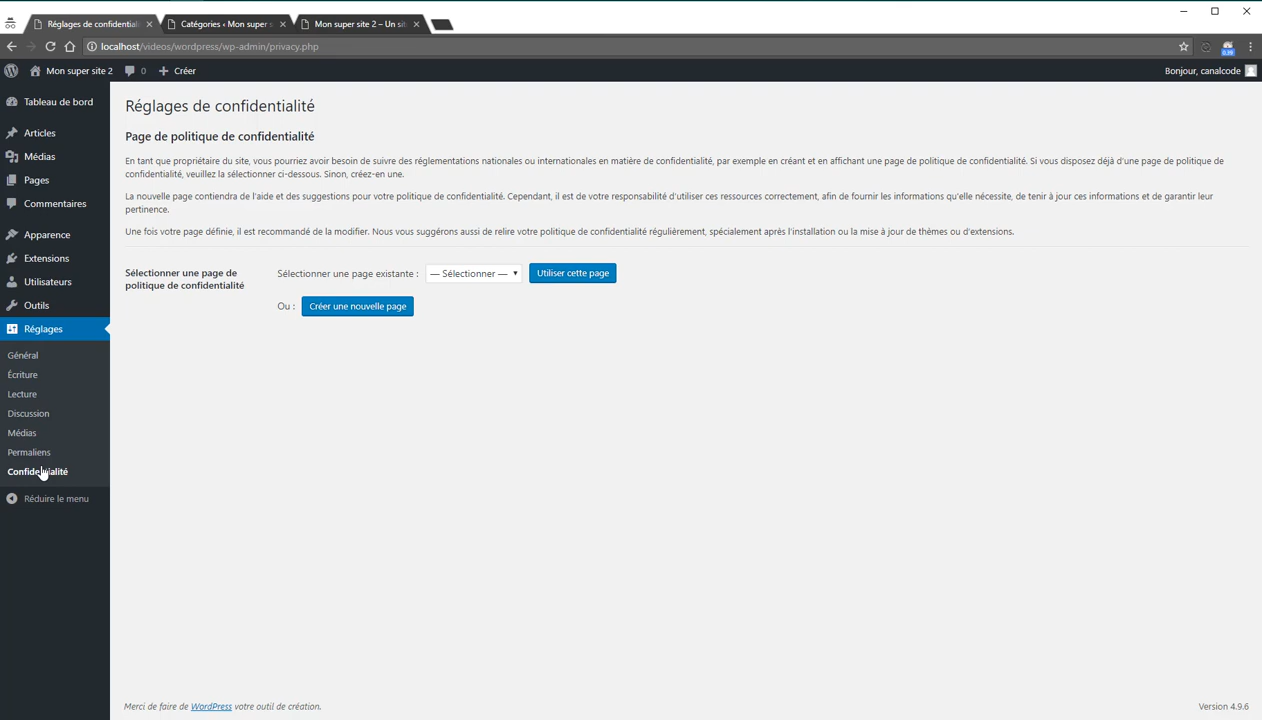 Réglages de confidential
Catégories ‹ Mon super s
Mon super site 2 – Un sit
localhost/videos/wordpress/wp-admin/privacy.php
0.39
Mon super site 2
0
Créer
Bonjour, canalcode
Tableau de bord
Articles
Médias
Pages
Commentaires
Apparence
Extensions
Utilisateurs
Outils
Réglages
Général
Écriture
Lecture
Discussion
Médias
Permaliens
Confidentialité
Réduire le menu
Réglages de confidentialité
Page de politique de confidentialité
En tant que propriétaire du site, vous pourriez avoir besoin de suivre des réglementations nationales ou internationales en matière de confidentialité, par exemple en créant et en affichant une page de politique de confidentialité. Si vous disposez déjà d'une page de politique de
confidentialité, veuillez la sélectionner ci-dessous. Sinon, créez-en une.
La nouvelle page contiendra de l'aide et des suggestions pour votre politique de confidentialité. Cependant, il est de votre responsabilité d'utiliser ces ressources correctement, afin de fournir les informations qu'elle nécessite, de tenir à jour ces informations et de garantir leur
pertinence.
Une fois votre page définie, il est recommandé de la modifier. Nous vous suggérons aussi de relire votre politique de confidentialité régulièrement, spécialement après l'installation ou la mise à jour de thèmes ou d'extensions.
Sélectionner une page de
politique de confidentialité
Sélectionner une page existante :
— Sélectionner —
Utiliser cette page
Ou :
Créer une nouvelle page
Merci de faire de WordPress votre outil de création.
Version 4.9.6